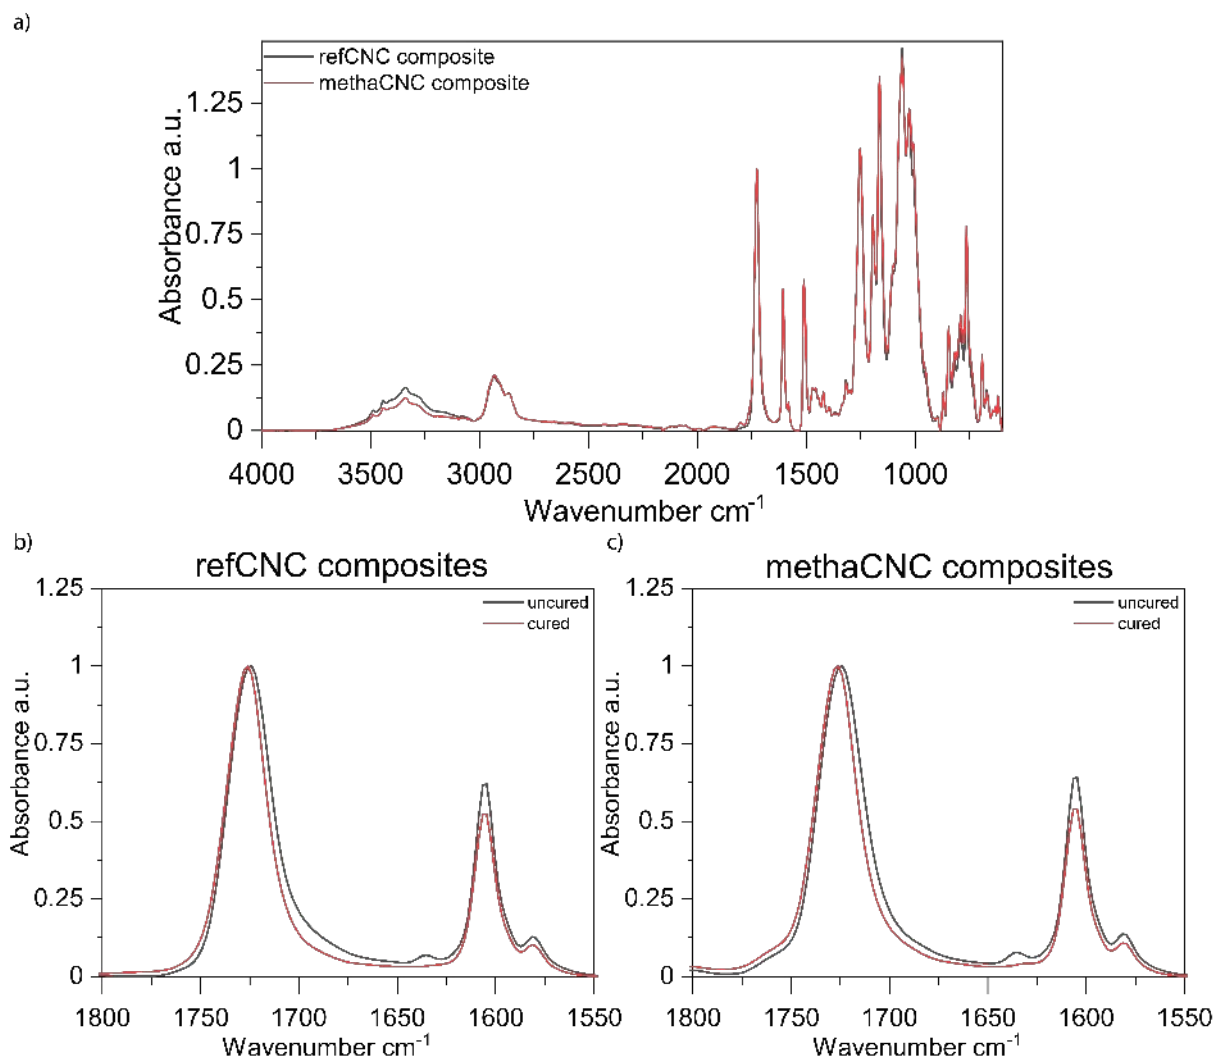 a)
refCNC composite
methaCNC composite
Absorbance a.u.
1.25
1
0.75
0.5
0.25
0
4000 3500 3000 2500 2000 1500 1000
Wavenumber cm-1
b)
refCNC composites
uncured
cured
Absorbance a.u.
1.25
1
0.75
0.5
0.25
0
1800 1750 1700 1650 1600 1550
Wavenumber cm-1
c)
methaCNC composites
uncured
cured
Absorbance a.u.
1.25
1
0.75
0.5
0.25
0
1800 1750 1700 1650 1600 1550
Wavenumber cm-1